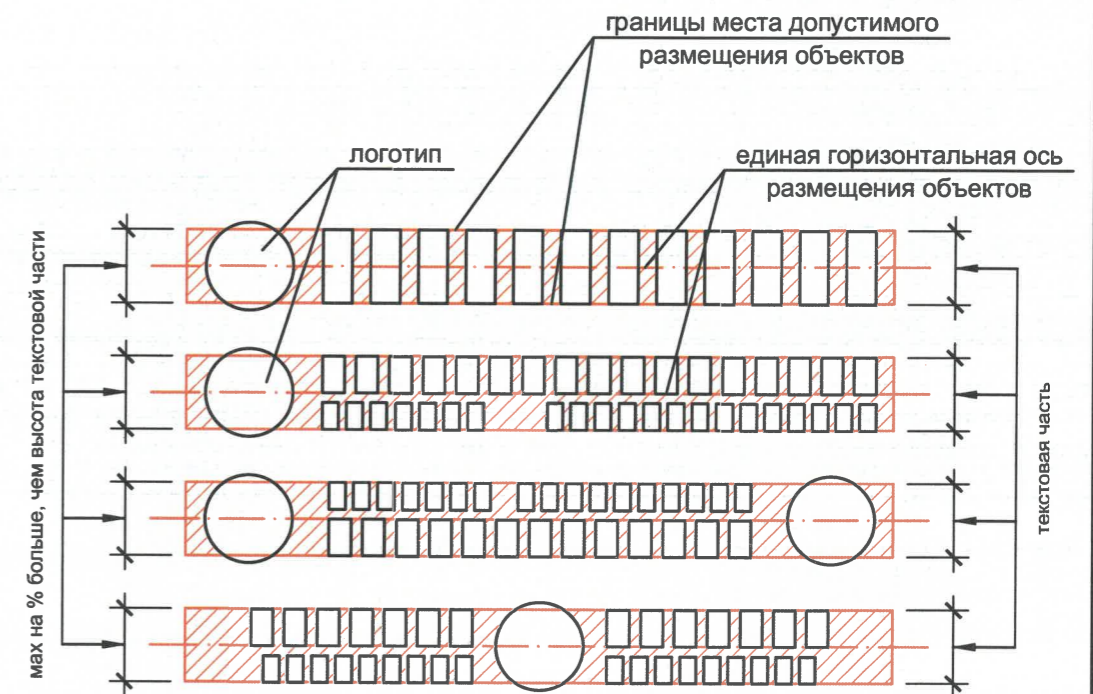 границы места допустимого
размещения объектов
логотип
единая горизонтальная ось
размещения объектов
мах на % больше, чем высота текстовой части
текстовая часть